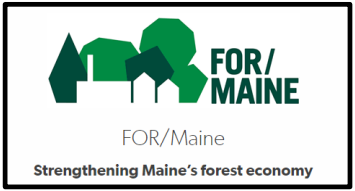 FOR/
MAINE
FOR/Maine
Strengthening Maine's forest economy